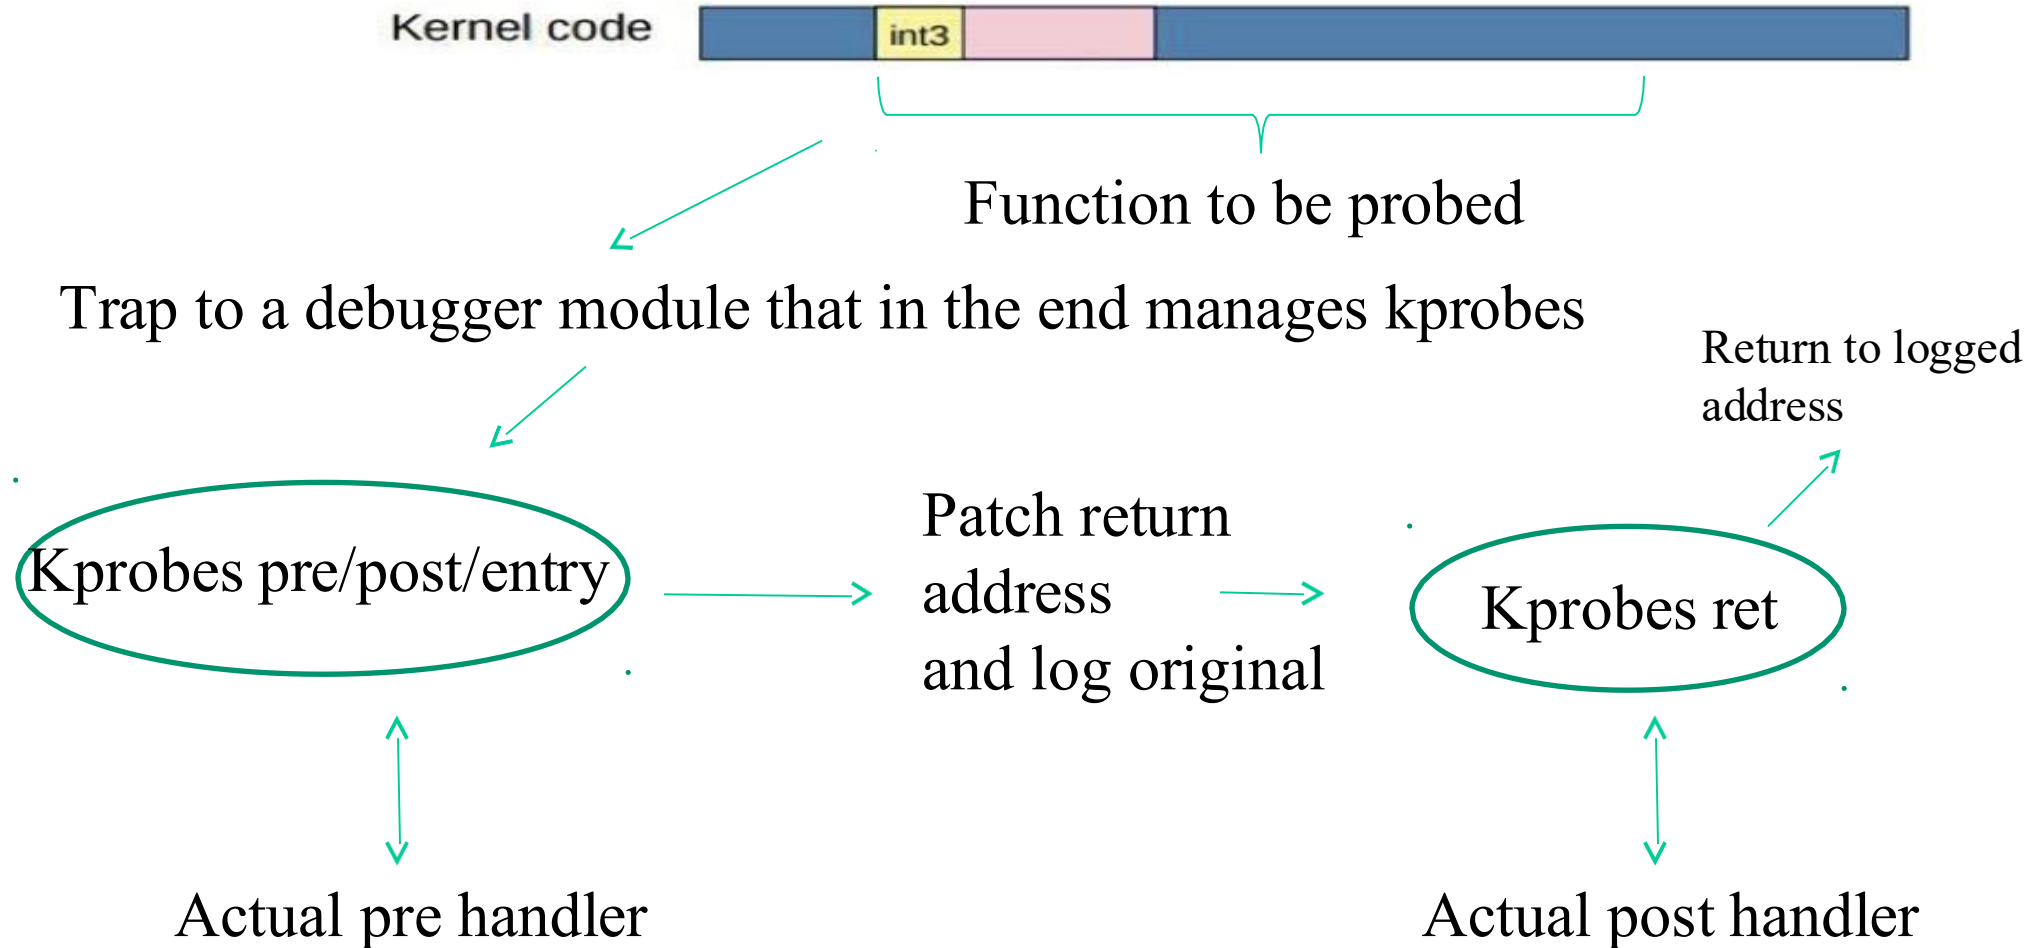 Kernel code
int3
Function to be probed
Trap to a debugger module that in the end manages kprobes
Return to logged
address
Kprobes pre/post/entry
Patch return
address
and log original
Kprobes ret
Actual pre handler
Actual post handler